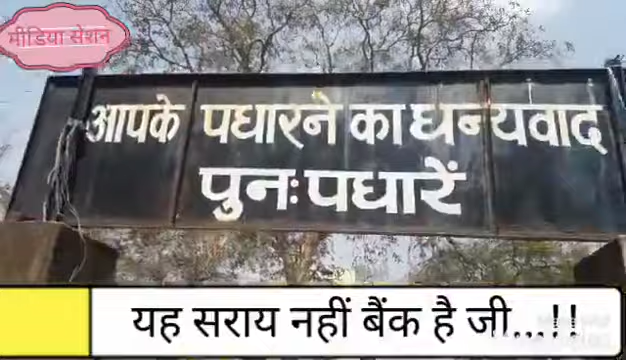 मीडिया सेशन
आपके पधारने का धन्यवाद
पुनः पधारें
यह सराय नहीं बैंक है जी...!!